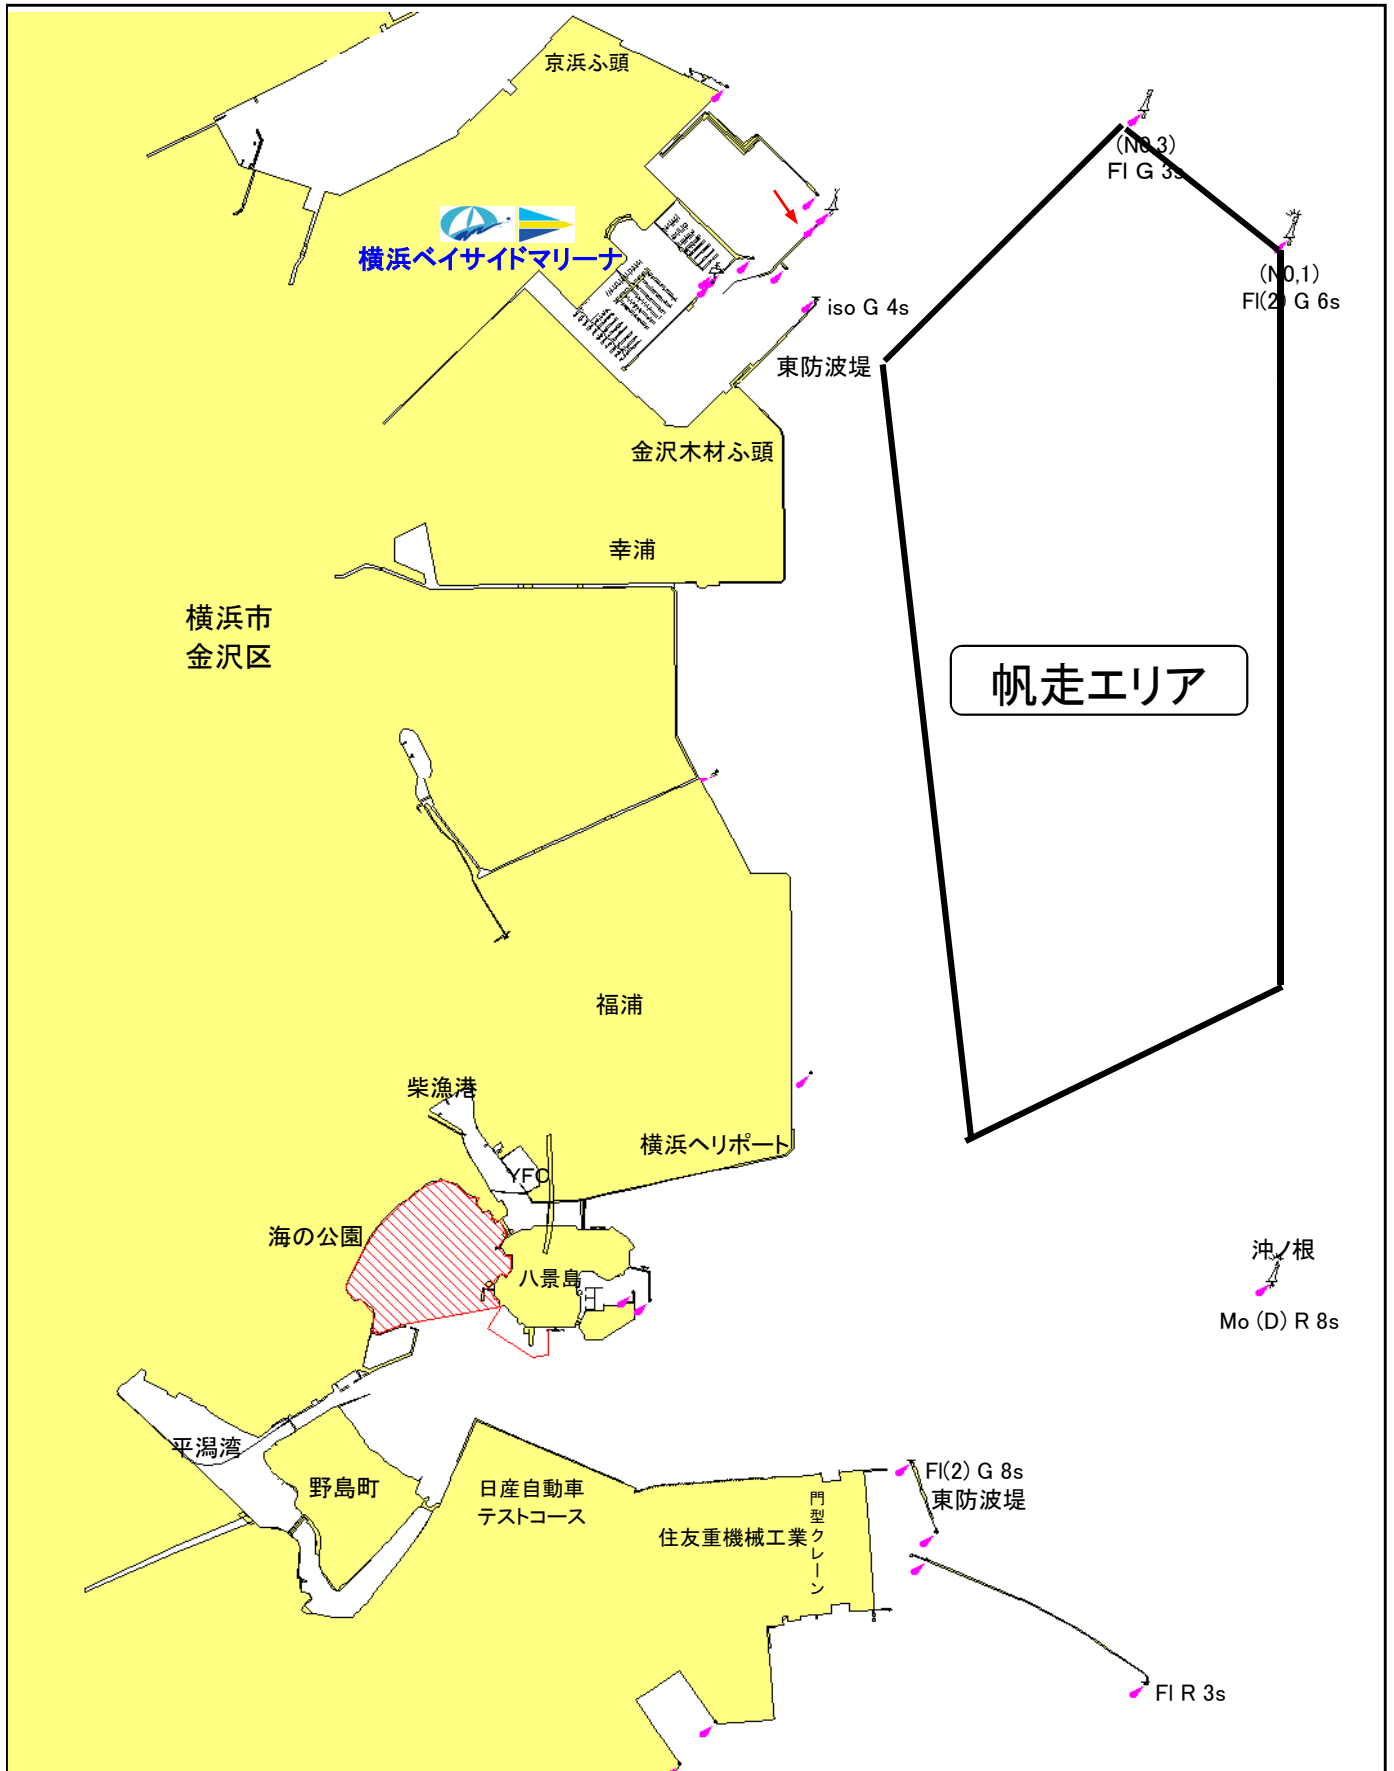 京浜ふ頭
(NO,3)
Fl G 3s
横浜ベイサイドマリーナ
(NO,1)
Fl(2) G 6s
iso G 4s
東防波堤
金沢木材ふ頭
幸浦
横浜市
金沢区
帆走エリア
福浦
柴漁港
横浜ヘリポート
YFC
海の公園
八景島
沖ノ根
Mo (D) R 8s
平潟湾
野島町
日産自動車
テストコース
Fl(2) G 8s
東防波堤
住友重機械工業
門型クレーン
Fl R 3s